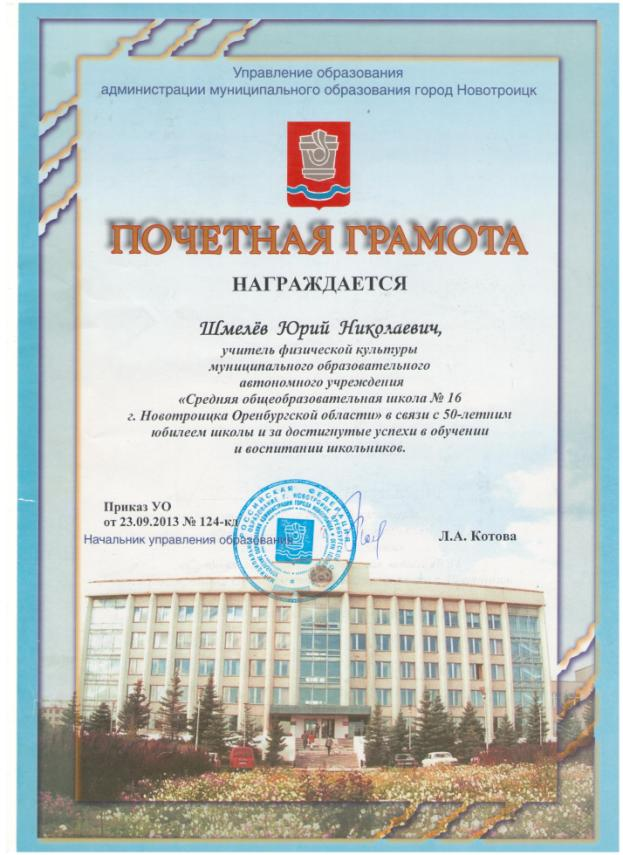 Управление образования
администрации муниципального образования город Новотроицк
ПОЧЕТНАЯ ГРАМОТА
НАГРАЖДАЕТСЯ
Шмелёв Юрий Николаевич,
учитель физической культуры
муниципального образовательного
автономного учреждения
«Средняя общеобразовательная школа № 16
г. Новотроицка Оренбургской области» в связи с 50-летним
юбилеем школы и за достигнутые успехи в обучении
и воспитании школьников.
Приказ УО
от 23.09.2013 № 124-кд
Начальник управления образования
Л.А. Котова
РОССИЙСКАЯ ФЕДЕРАЦИЯ